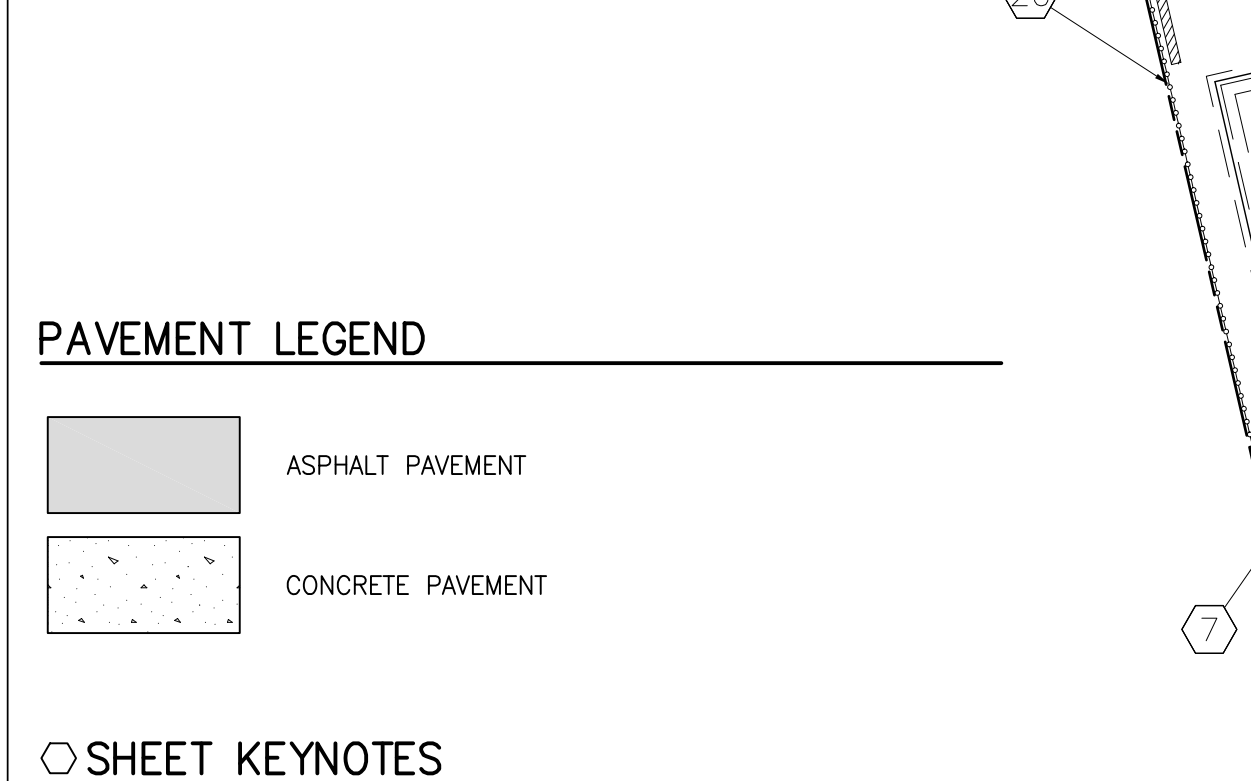 PAVEMENT LEGEND
ASPHALT PAVEMENT
CONCRETE PAVEMENT
7
SHEET KEYNOTES